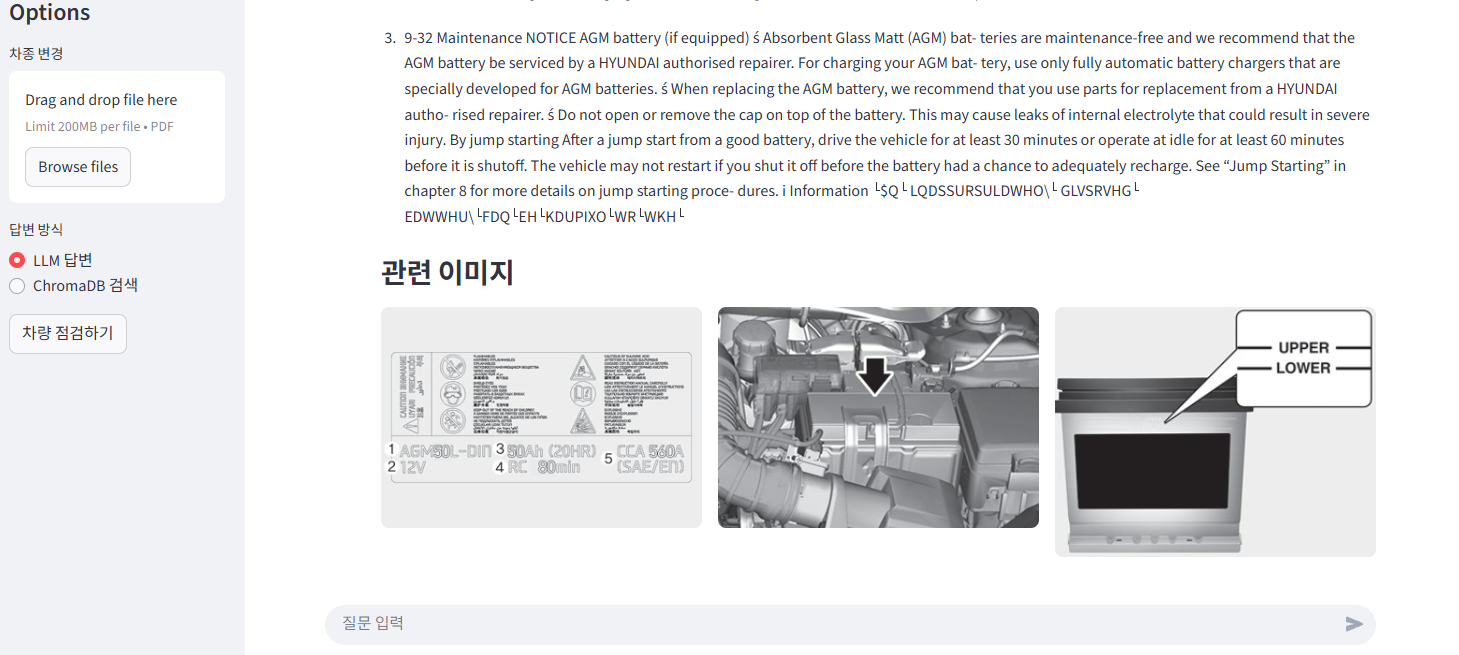 Options
차종 변경
Drag and drop file here
Limit 200MB per file • PDF
Browse files
답변 방식
LLM 답변
ChromaDB 검색
차량 점검하기
3. 9-32 Maintenance NOTICE AGM battery (if equipped) ś Absorbent Glass Matt (AGM) bat- teries are maintenance-free and we recommend that the
AGM battery be serviced by a HYUNDAI authorised repairer. For charging your AGM bat- tery, use only fully automatic battery chargers that are
specially developed for AGM batteries. ś When replacing the AGM battery, we recommend that you use parts for replacement from a HYUNDAI
autho- rised repairer. ś Do not open or remove the cap on top of the battery. This may cause leaks of internal electrolyte that could result in severe
injury. By jump starting After a jump start from a good battery, drive the vehicle for at least 30 minutes or operate at idle for at least 60 minutes
before it is shutoff. The vehicle may not restart if you shut it off before the battery had a chance to adequately recharge. See “Jump Starting” in
chapter 8 for more details on jump starting proce- dures. i Information └$Q└LQDSSURSULDWHO\└GLVSRVHG└
EDWWHU\└FDQ└EH└KDUPIXO└WR└WKH└
관련 이미지
1 AGM50L-DIN 3 50Ah (20HR) 5 CCA 560A
2 12V 4 RC 80min (SAE/EN)
UPPER
LOWER
질문 입력